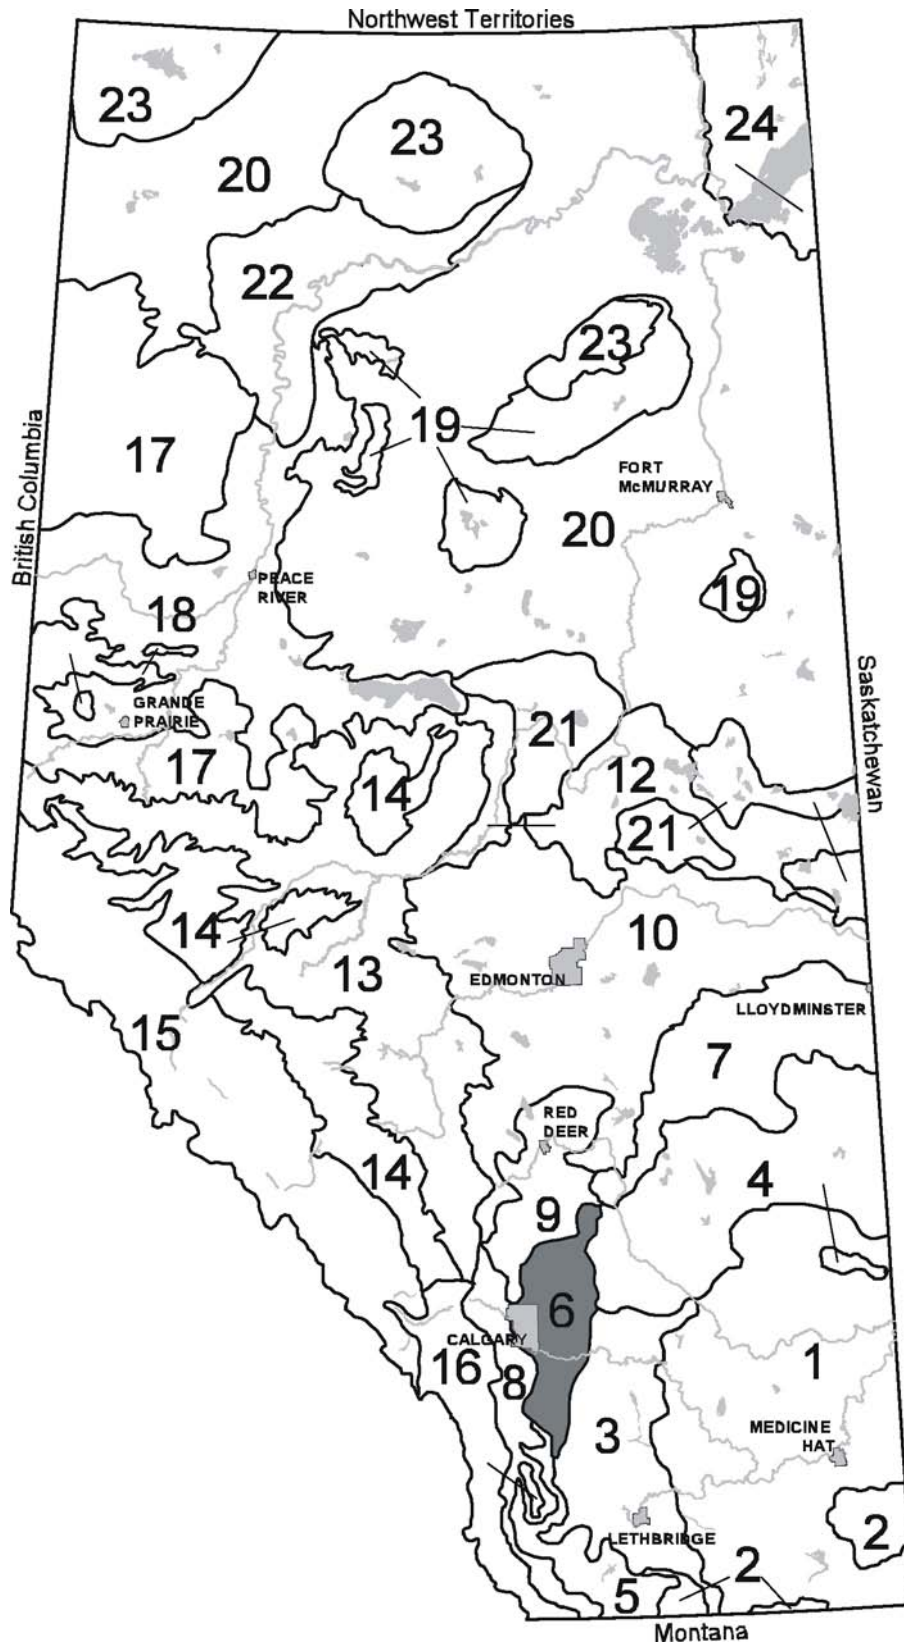 Northwest Territories
23
23
24
20
22
23
British Columbia
19
17
FORT
McMURRAY
20
PEACE
RIVER
19
18
Saskatchewan
GRANDE
PRAIRIE
21
12
17
14
21
14
10
13
EDMONTON
LLOYDMINSTER
15
7
RED
DEER
14
4
9
6
CALGARY
16
8
1
3
MEDICINE
HAT
LETHBRIDGE
2
2
5
Montana